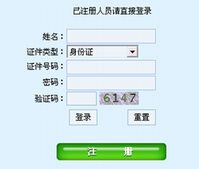 已注册人员请直接登录
姓名：
证件类型： 身份证
证件号码：
密码：
验证码： 6147
登录 重置
注 册